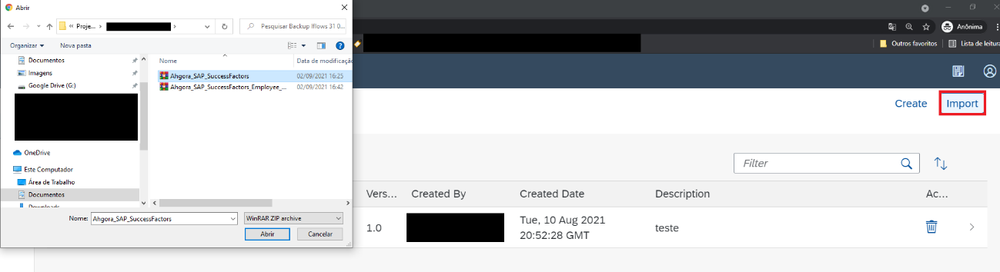 Abrir
« Proje... ›
›
Pesquisar Backup Iflows 31 0...
Organizar
Nova pasta
Documentos
Imagens
Google Drive (G:)
OneDrive
Este Computador
Área de Trabalho
Documentos
Downloads
Nome
Data de modificação
Ahgora_SAP_SuccessFactors
02/09/2021 16:25
Ahgora_SAP_SuccessFactors_Employee_...
02/09/2021 16:42
Nome:
Ahgora_SAP_SuccessFactors
WinRAR ZIP archive
Abrir
Cancelar
Anônima
Outros favoritos
Lista de leitura
Create
Import
Filter
Vers...
Created By
Created Date
Description
Ac...
1.0
Tue, 10 Aug 2021
20:52:28 GMT
teste